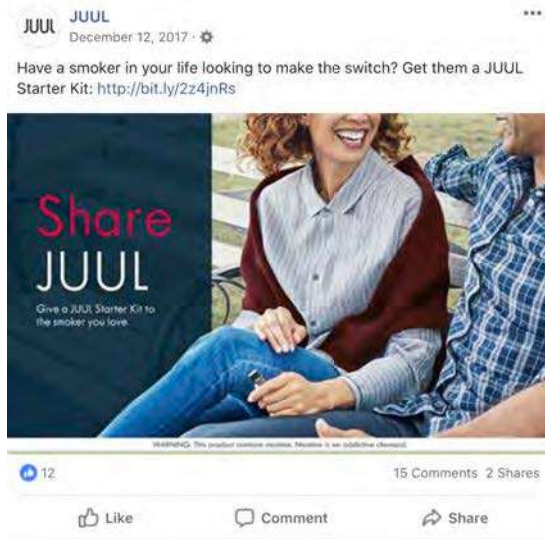 JUUL
JUUL
December 12, 2017
Have a smoker in your life looking to make the switch? Get them a JUUL
Starter Kit: http://bit.ly/2z4jnRs
Share
JUUL
Give a JUUL Starter Kit to
the smoker you love.
WARNING: This product contains nicotine. Nicotine is an addictive chemical.
12
15 Comments 2 Shares
Like
Comment
Share